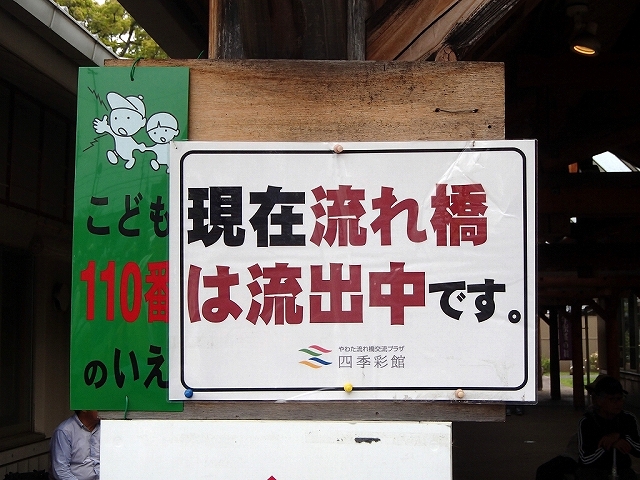 こども
110番
のいえ
現在流れ橋
は流出中です。
やわた流れ橋交流プラザ
四季彩館